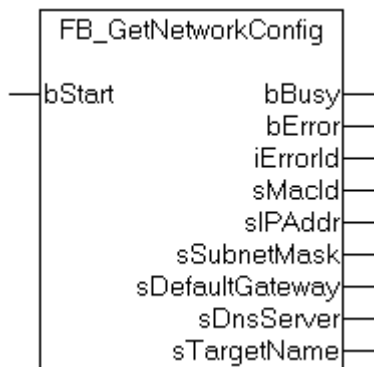 FB_GetNetworkConfig
bStart bBusy
bError
iErrorId
sMacId
sIPAddr
sSubnetMask
sDefaultGateway
sDnsServer
sTargetName